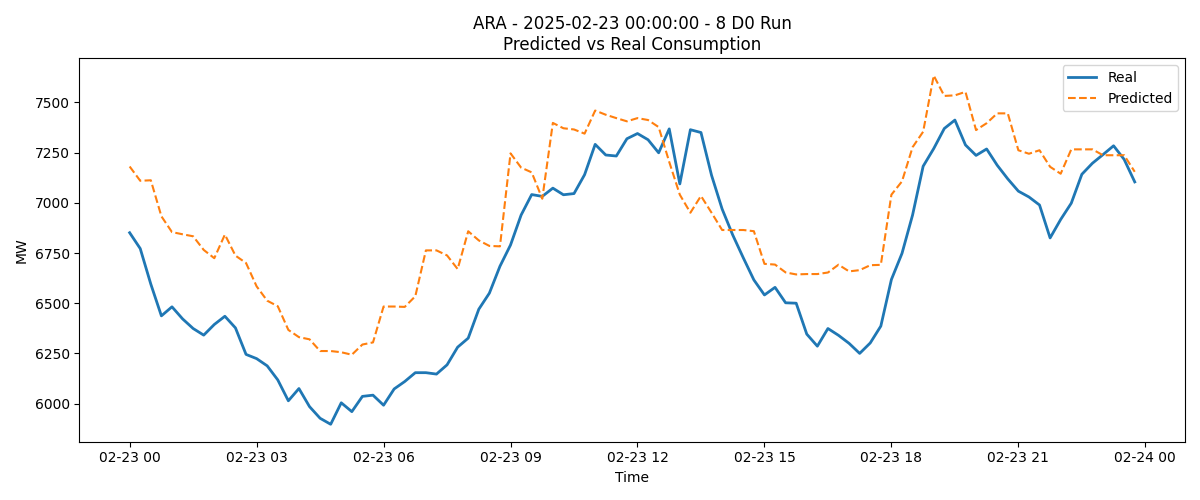 ARA - 2025-02-23 00:00:00 - 8 D0 Run
Predicted vs Real Consumption
Real
Predicted
MW
7500
7250
7000
6750
6500
6250
6000
02-23 00
02-23 03
02-23 06
02-23 09
02-23 12
02-23 15
02-23 18
02-23 21
02-24 00
Time